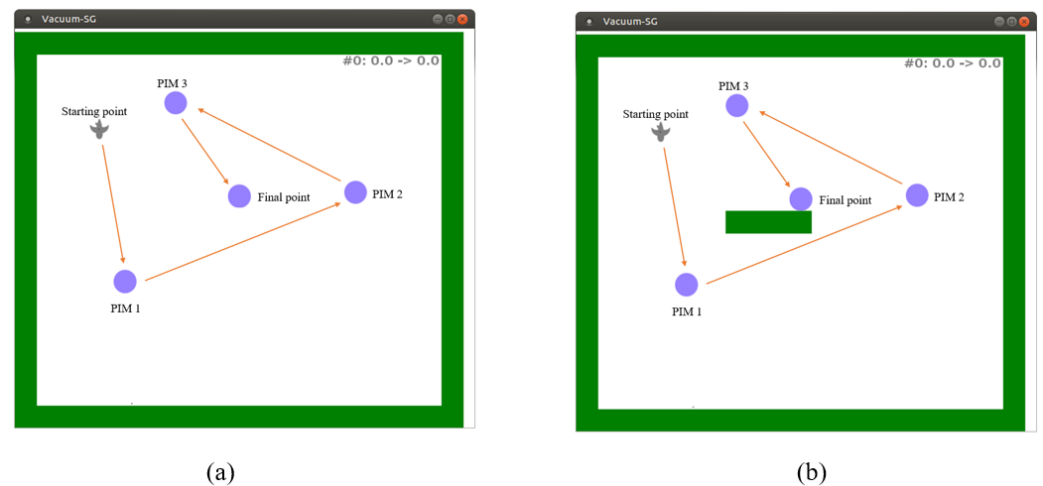 Vacuum-SG
#0: 0.0 -> 0.0
PIM 3
Starting point
PIM 2
Final point
PIM 1
(a)
Vacuum-SG
#0: 0.0 -> 0.0
PIM 3
Starting point
PIM 2
Final point
PIM 1
(b)